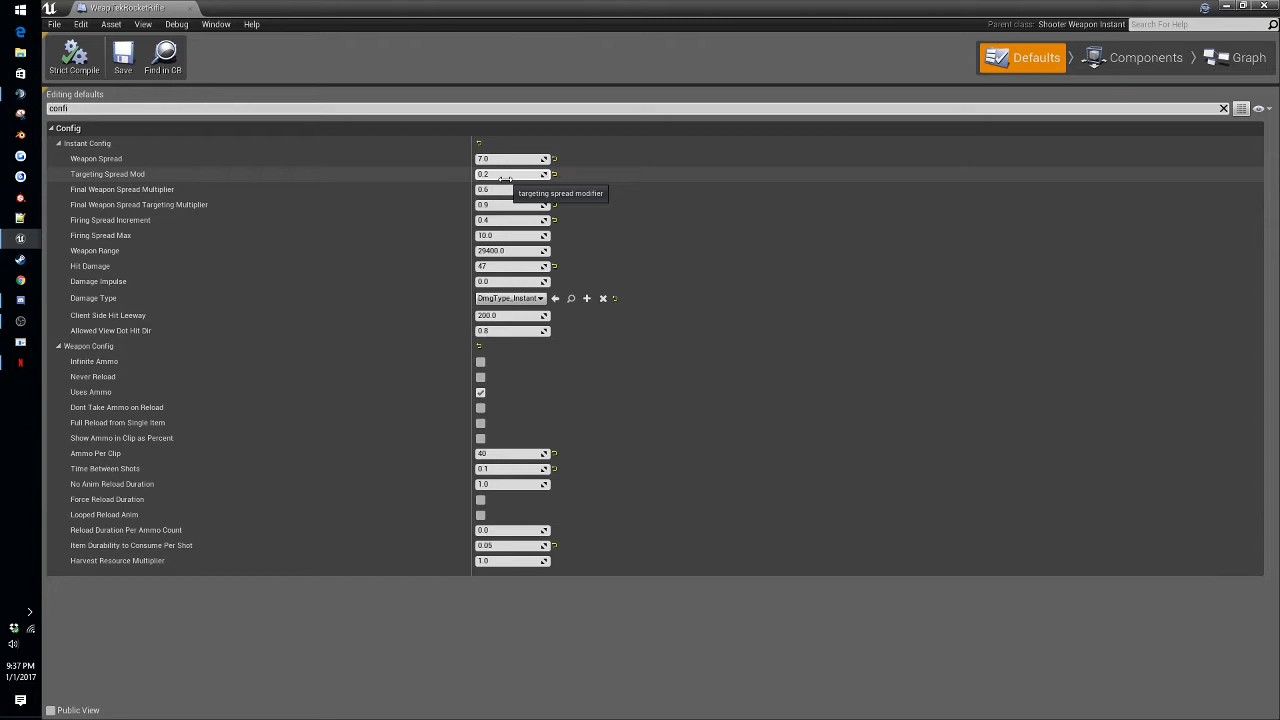 WeapTekRocketRifle
File Edit Asset View Debug Window Help
Parent class: Shooter Weapon Instant
Search For Help
Strict Compile Save Find in CB
Defaults Components Graph
Editing defaults
confi
Config
Instant Config
Weapon Spread 7.0
Targeting Spread Mod 0.2
Final Weapon Spread Multiplier 0.6
targeting spread modifier
Final Weapon Spread Targeting Multiplier 0.9
Firing Spread Increment 0.4
Firing Spread Max 10.0
Weapon Range 29400.0
Hit Damage 47
Damage Impulse 0.0
Damage Type DmgType_Instant
Client Side Hit Leeway 200.0
Allowed View Dot Hit Dir 0.8
Weapon Config
Infinite Ammo
Never Reload
Uses Ammo
Dont Take Ammo on Reload
Full Reload from Single Item
Show Ammo in Clip as Percent
Ammo Per Clip 40
Time Between Shots 0.1
No Anim Reload Duration 1.0
Force Reload Duration
Looped Reload Anim
Reload Duration Per Ammo Count 0.0
Item Durability to Consume Per Shot 0.05
Harvest Resource Multiplier 1.0
9:37 PM
1/1/2017
Public View